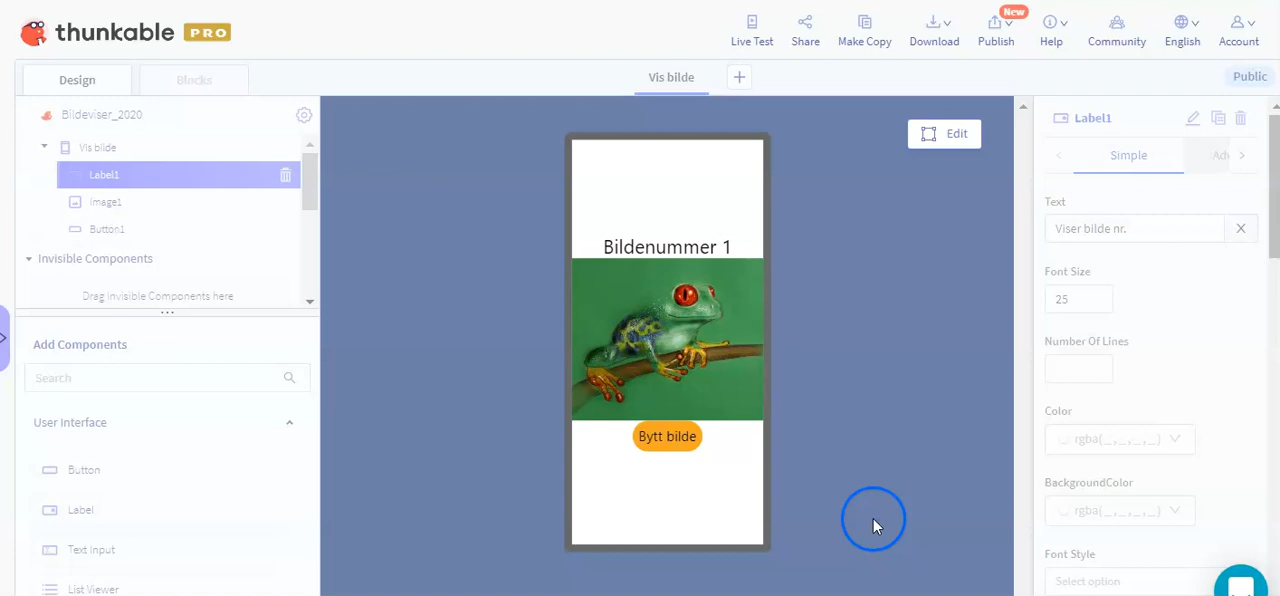 thunkable PRO
New
Live Test
Share
Make Copy
Download
Publish
Help
Community
English
Account
Design
Blocks
Vis bilde
Public
Bildeviser_2020
Vis bilde
Label1
Image1
Button1
Invisible Components
Drag Invisible Components here
Add Components
Search
User Interface
Button
Label
Text Input
List Viewer
Edit
Bildenummer 1
Bytt bilde
Label1
Simple
Adv
Text
Viser bilde nr.
Font Size
25
Number Of Lines
Color
rgba(_,_,_,_)
BackgroundColor
rgba(_,_,_,_)
Font Style
Select option